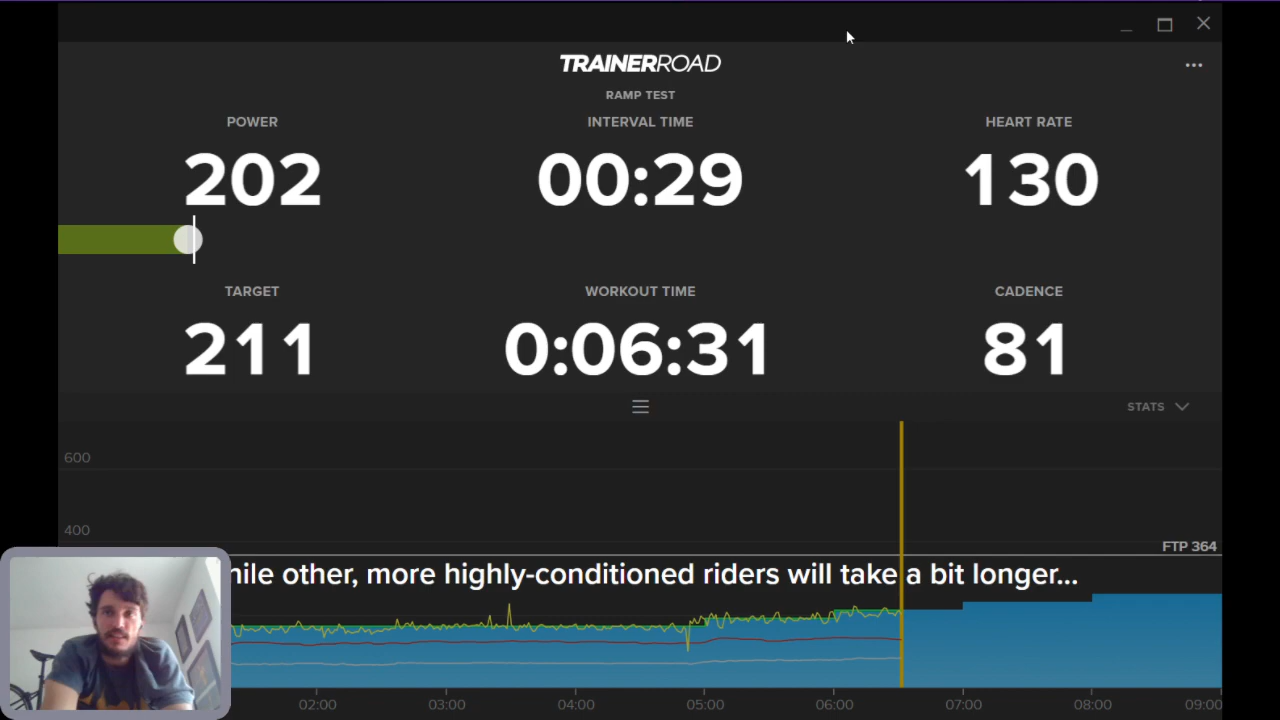 TRAINERROAD
RAMP TEST
POWER
INTERVAL TIME
HEART RATE
202
00:29
130
TARGET
WORKOUT TIME
CADENCE
211
0:06:31
81
STATS
600
400
FTP 364
hile other, more highly-conditioned riders will take a bit longer...
02:00
03:00
04:00
05:00
06:00
07:00
08:00
09:00